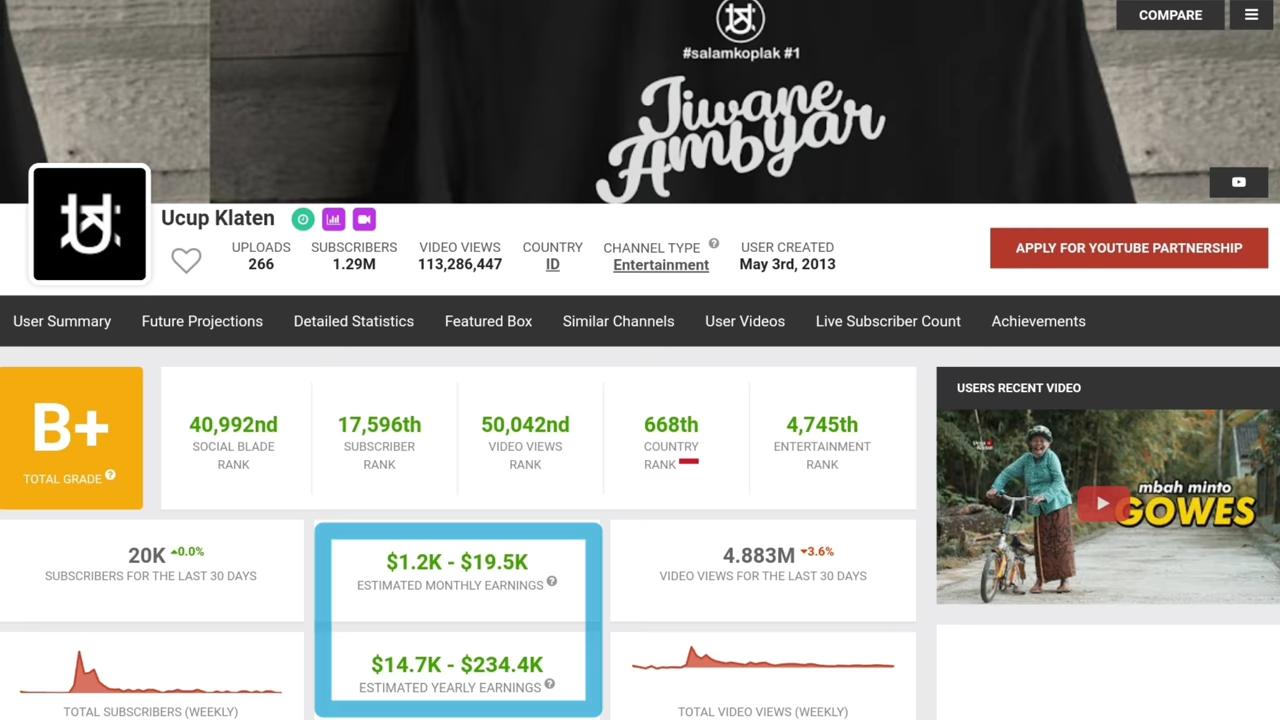 COMPARE
#salamkoplak #1
Jiwane
Ambyar
Ucup Klaten
UPLOADS
266
SUBSCRIBERS
1.29M
VIDEO VIEWS
113,286,447
COUNTRY
ID
CHANNEL TYPE
Entertainment
USER CREATED
May 3rd, 2013
APPLY FOR YOUTUBE PARTNERSHIP
User Summary
Future Projections
Detailed Statistics
Featured Box
Similar Channels
User Videos
Live Subscriber Count
Achievements
B+
TOTAL GRADE
40,992nd
SOCIAL BLADE
RANK
17,596th
SUBSCRIBER
RANK
50,042nd
VIDEO VIEWS
RANK
668th
COUNTRY
RANK
4,745th
ENTERTAINMENT
RANK
USERS RECENT VIDEO
mbah minto
GOWES
20K 0.0%
SUBSCRIBERS FOR THE LAST 30 DAYS
$1.2K - $19.5K
ESTIMATED MONTHLY EARNINGS
4.883M 3.6%
VIDEO VIEWS FOR THE LAST 30 DAYS
$14.7K - $234.4K
ESTIMATED YEARLY EARNINGS
TOTAL SUBSCRIBERS (WEEKLY)
TOTAL VIDEO VIEWS (WEEKLY)